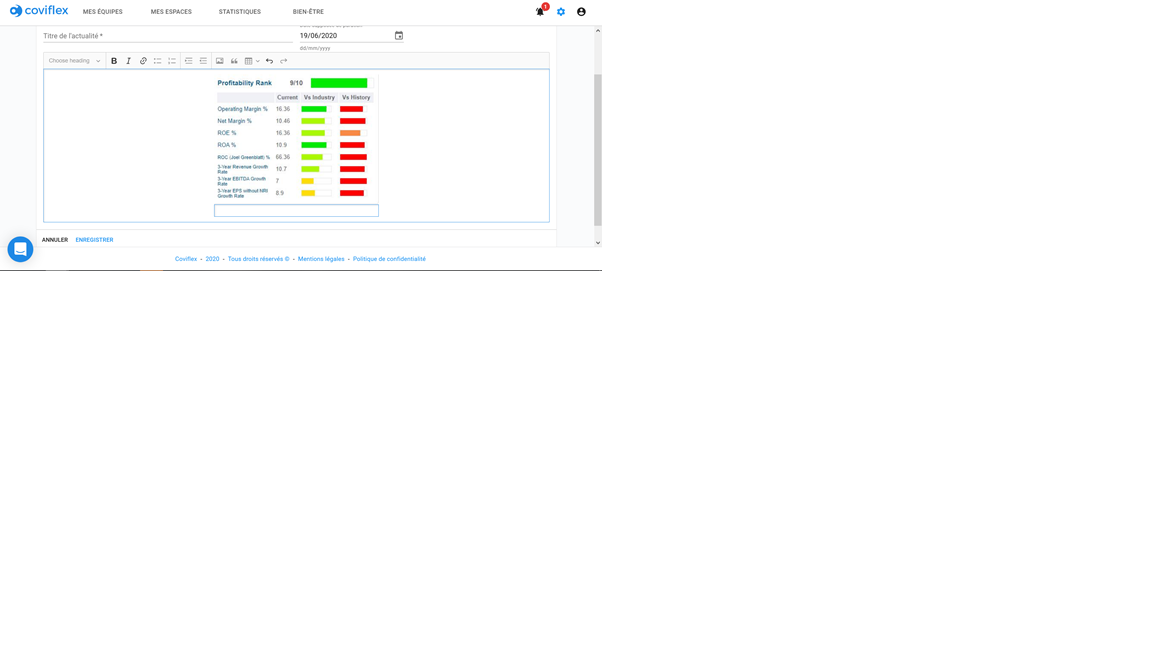 coviflex MES ÉQUIPES MES ESPACES STATISTIQUES BIEN-ÊTRE 1
Titre de l'actualité * 19/06/2020
dd/mm/yyyy
Choose heading B I
Profitability Rank 9/10
Current Vs Industry Vs History
Operating Margin % 16.36
Net Margin % 10.46
ROE % 16.36
ROA % 10.9
ROC (Joel Greenblatt) % 66.36
3-Year Revenue Growth Rate 10.7
3-Year EBITDA Growth Rate 7
3-Year EPS without NRI Growth Rate 8.9
ANNULER ENREGISTRER
Coviflex • 2020 • Tous droits réservés © • Mentions légales • Politique de confidentialité